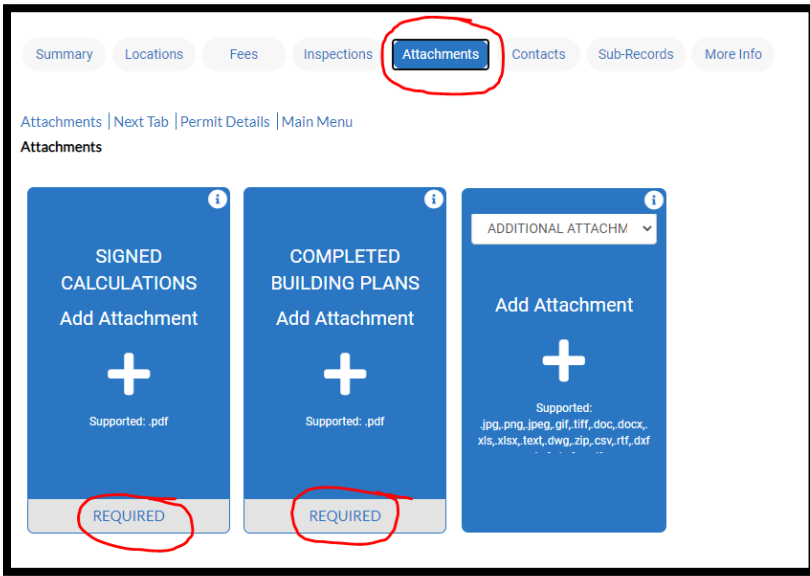 Summary Locations Fees Inspections Attachments Contacts Sub-Records More Info
Attachments | Next Tab | Permit Details | Main Menu
Attachments
SIGNED
CALCULATIONS
Add Attachment
Supported: .pdf
REQUIRED
COMPLETED
BUILDING PLANS
Add Attachment
Supported: .pdf
REQUIRED
ADDITIONAL ATTACHM
Add Attachment
Supported:
.jpg,.png,.jpeg,.gif,.tiff,.doc,.docx,.
xls,.xlsx,.text,.dwg,.zip,.csv,.rtf,.dxf